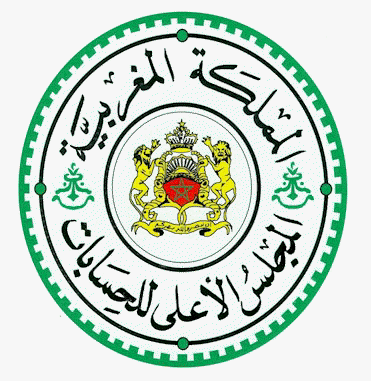 المملكة المغربية
المجلس الأعلى للحسابات